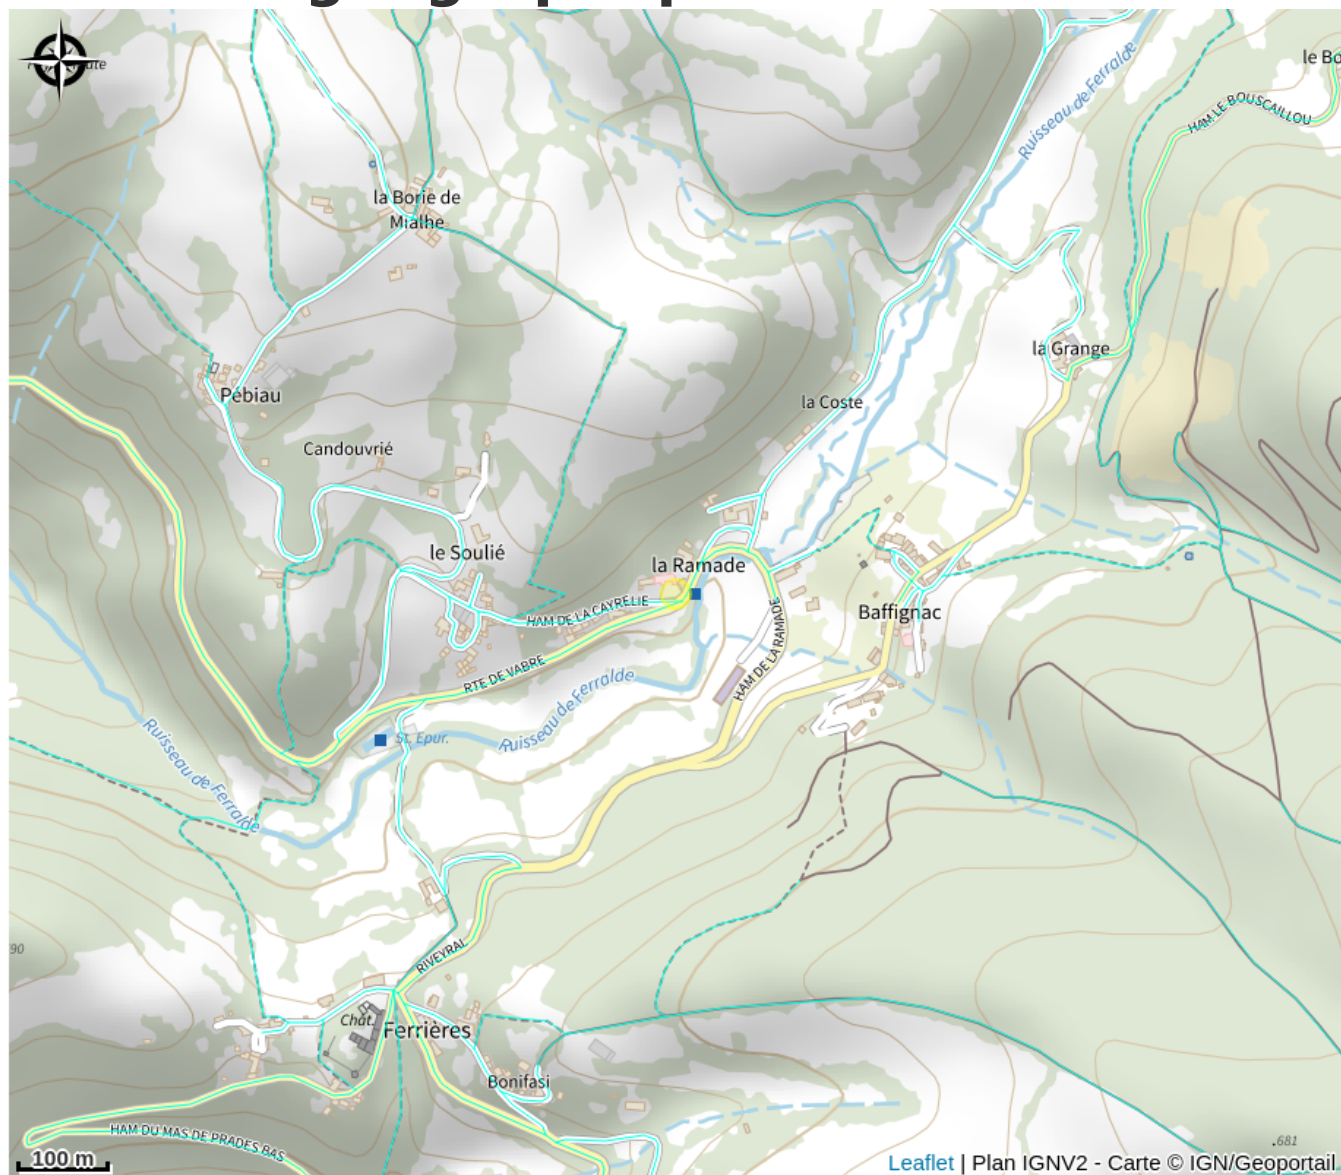 le Bo
HAM LE BOUSCAILLOU
Ruisseau de Ferralde
la Borie de
Mialhe
la Grange
Pébiau
la Coste
Candouvrié
le Soulié
la Ramade
HAM DE LA CAYRELIE
Baffignac
HAM DE LA RAMADE
RTE DE VABRE
Ruisseau de Ferralde
St. Epur.
Ruisseau de Ferralde
90
RIVEYRAL
Chât.
Ferrières
Bonifasi
HAM DU MAS DE PRADES BAS
.681
100 m
Leaflet | Plan IGNV2 - Carte © IGN/Geoportail